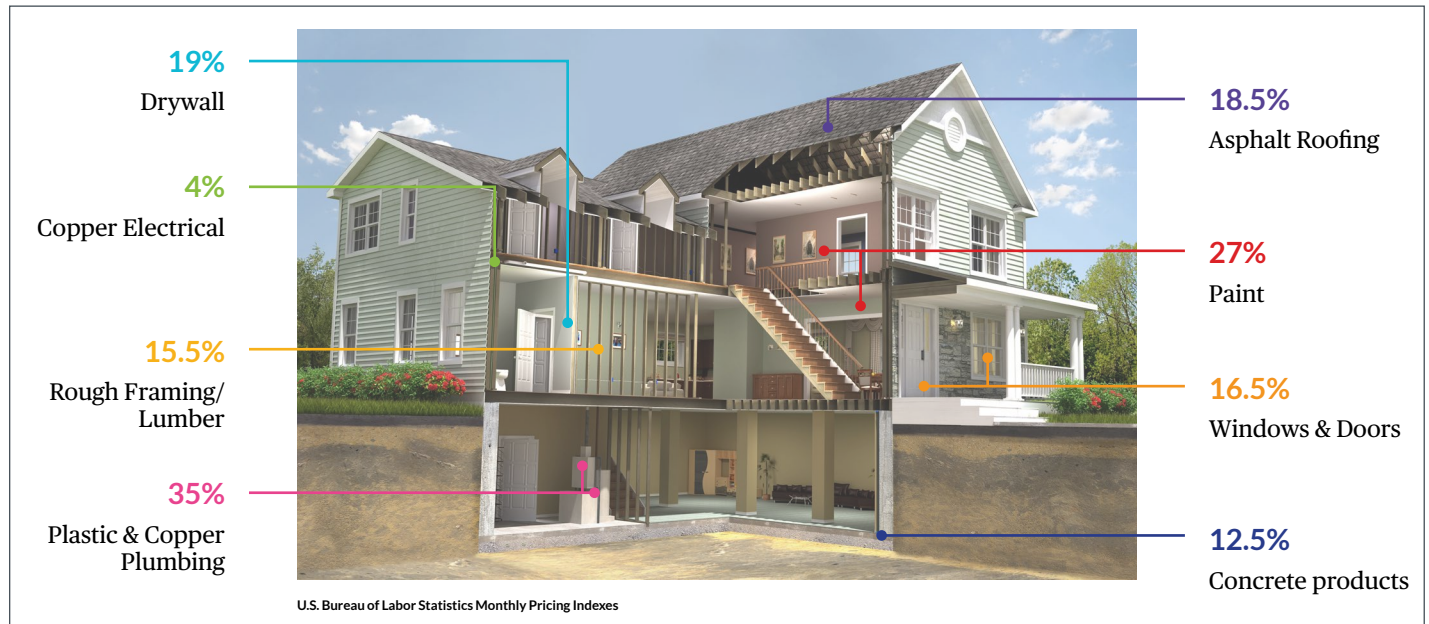 19%
Drywall
4%
Copper Electrical
15.5%
Rough Framing/
Lumber
35%
Plastic & Copper
Plumbing
18.5%
Asphalt Roofing
27%
Paint
16.5%
Windows & Doors
12.5%
Concrete products
U.S. Bureau of Labor Statistics Monthly Pricing Indexes